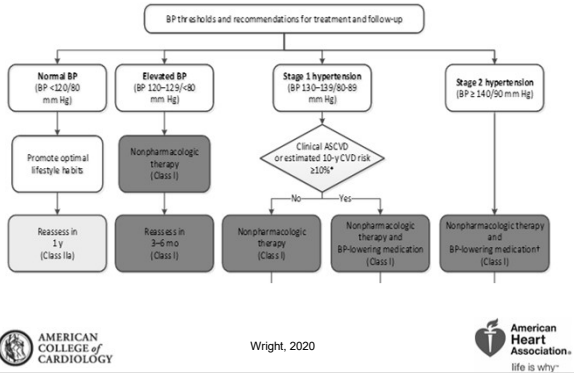 BP thresholds and recommendations for treatment and follow-up
Normal BP
(BP <120/80
mm Hg)
Elevated BP
(BP 120–129/<80
mm Hg)
Stage 1 hypertension
(BP 130–139/80-89
mm Hg)
Stage 2 hypertension
(BP ≥ 140/90 mm Hg)
Promote optimal
lifestyle habits
Nonpharmacologic
therapy
(Class I)
Clinical ASCVD
or estimated 10-y CVD risk
≥10%*
No
Yes
Reassess in
1 y
(Class IIa)
Reassess in
3–6 mo
(Class I)
Nonpharmacologic
therapy
(Class I)
Nonpharmacologic
therapy and
BP-lowering medication
(Class I)
Nonpharmacologic therapy
and
BP-lowering medication†
(Class I)
AMERICAN
COLLEGE of
CARDIOLOGY
Wright, 2020
American
Heart
Association®
life is why™